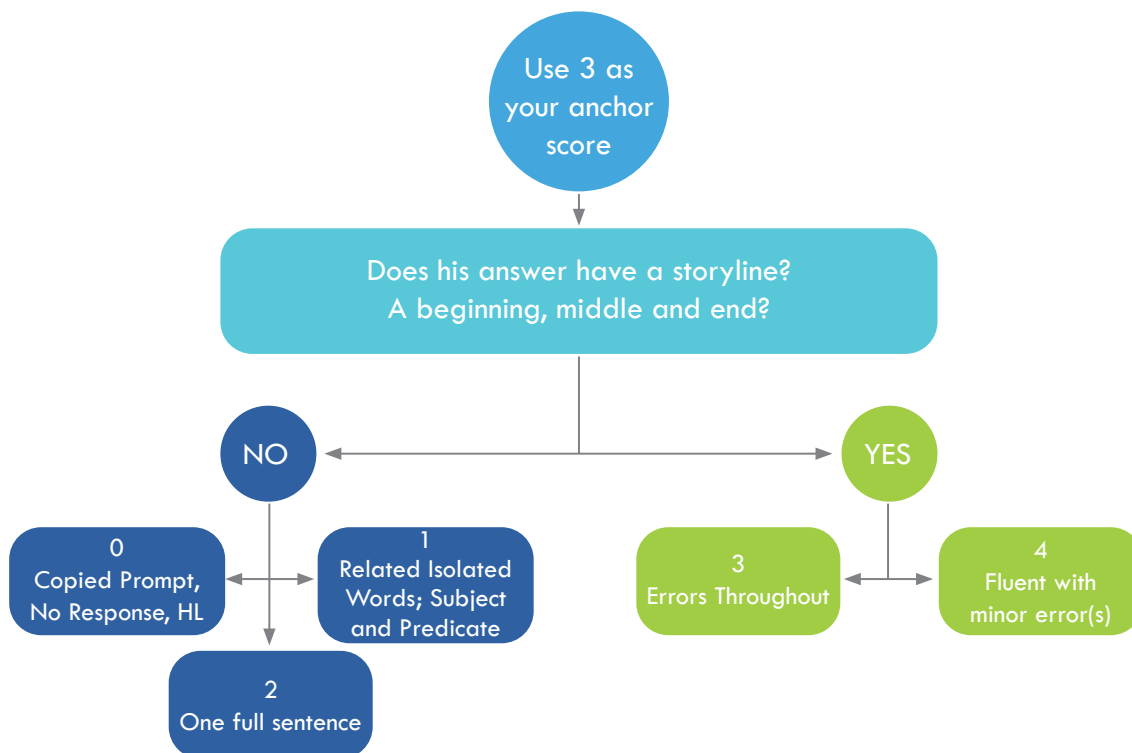 Use 3 as
your anchor
score
Does his answer have a storyline?
A beginning, middle and end?
NO
YES
0
Copied Prompt,
No Response, HL
1
Related Isolated
Words; Subject
and Predicate
2
One full sentence
3
Errors Throughout
4
Fluent with
minor error(s)